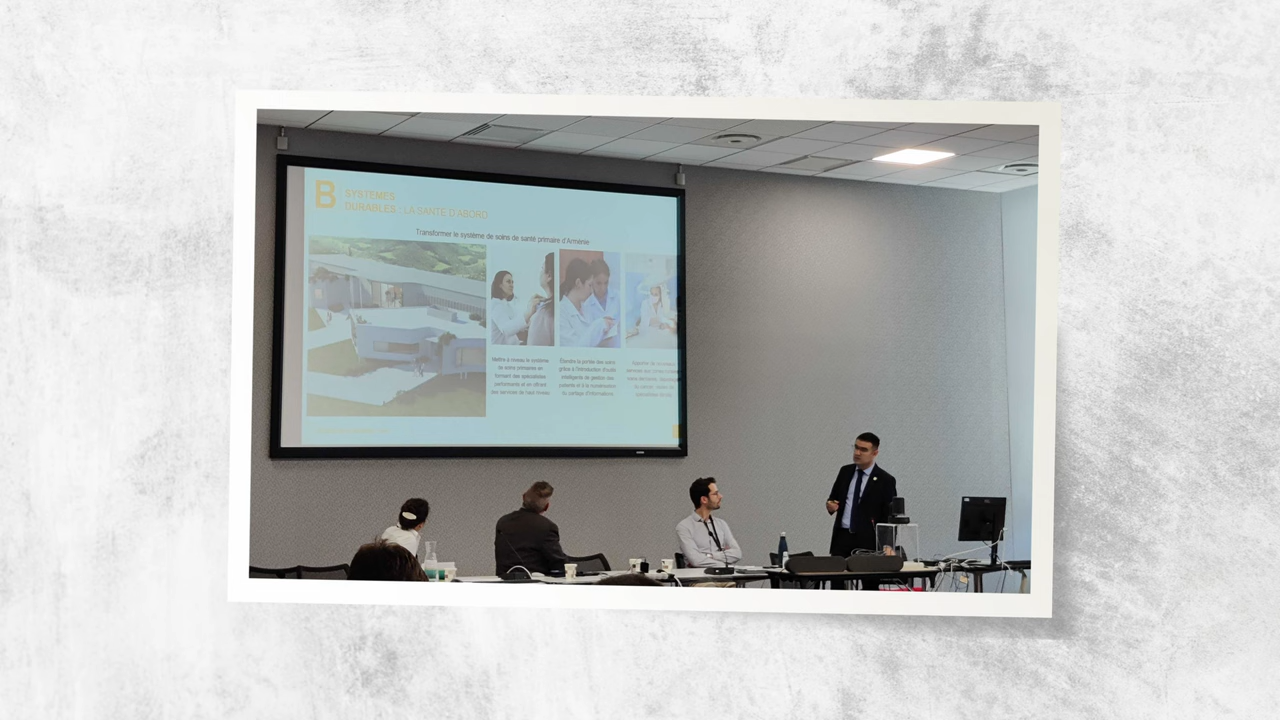 B
SYSTEMES
DURABLES : LA SANTÉ D'ABORD
Transformer le système de soins de santé primaire d'Arménie
Mettre à niveau le système
de soins primaires en
formant des spécialistes
performants et en offrant
des services de haut niveau
Étendre la portée des soins
grâce à l'introduction d'outils
intelligents de gestion des
patients et à la numérisation
du partage d'informations